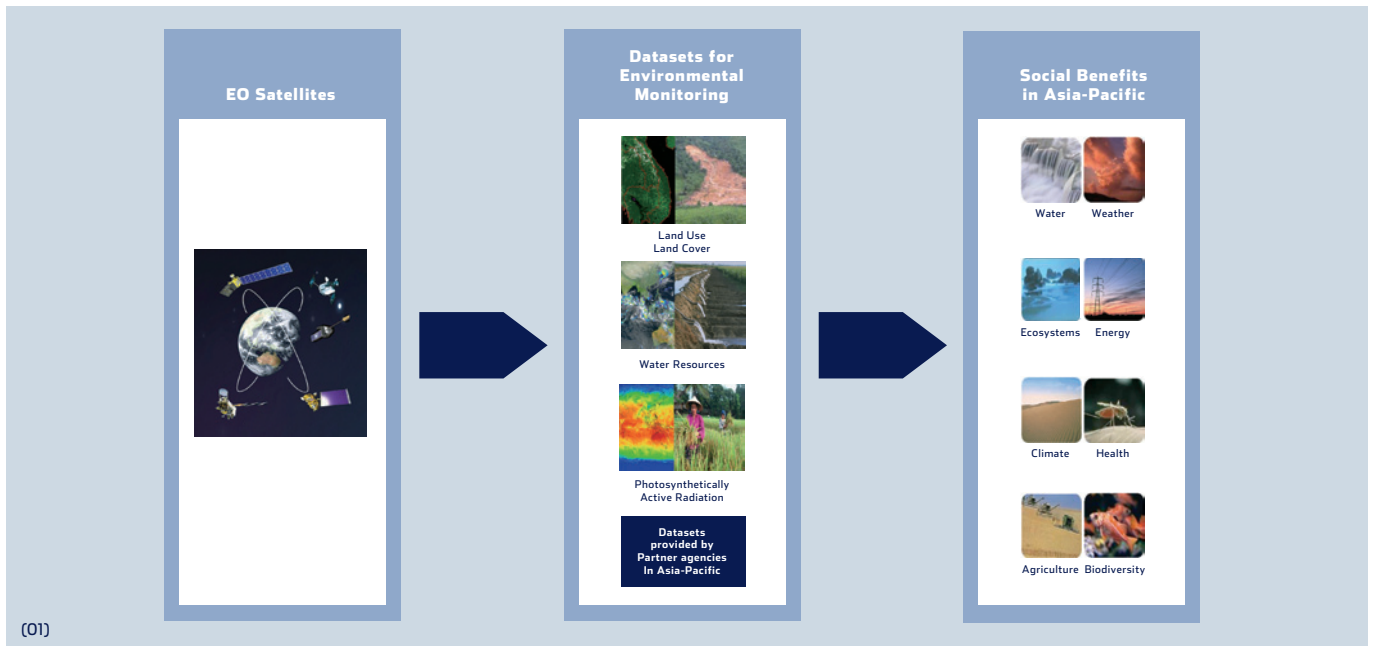 EO Satellites
Datasets for
Environmental
Monitoring
Land Use
Land Cover
Water Resources
Photosynthetically
Active Radiation
Datasets
provided by
Partner agencies
In Asia-Pacific
Social Benefits
in Asia-Pacific
Water Weather
Ecosystems Energy
Climate Health
Agriculture Biodiversity
(01)